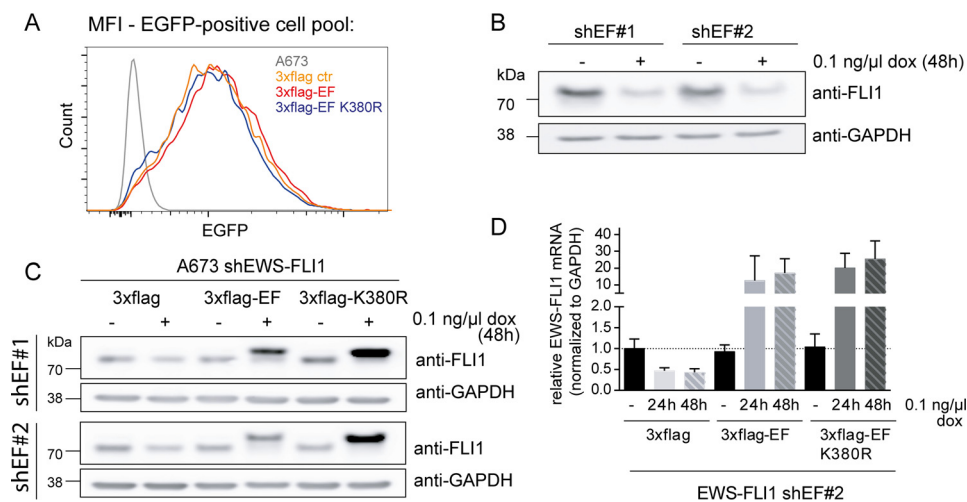 A
MFI - EGFP-positive cell pool:
A673
3xflag ctr
3xflag-EF
3xflag-EF K380R
Count
EGFP
B
shEF#1 shEF#2
- + - + 0.1 ng/µl dox (48h)
kDa
70
anti-FLI1
38
anti-GAPDH
C
A673 shEWS-FLI1
3xflag 3xflag-EF 3xflag-K380R
- + - + - + 0.1 ng/µl dox
(48h)
shEF#1
kDa
70
anti-FLI1
38
anti-GAPDH
shEF#2
70
anti-FLI1
38
anti-GAPDH
D
relative EWS-FLI1 mRNA
(normalized to GAPDH)
40
30
20
10
2.0
1.5
1.0
0.5
0.0
- 24h 48h - 24h 48h - 24h 48h 0.1 ng/µl
dox
3xflag 3xflag-EF 3xflag-EF
K380R
EWS-FLI1 shEF#2